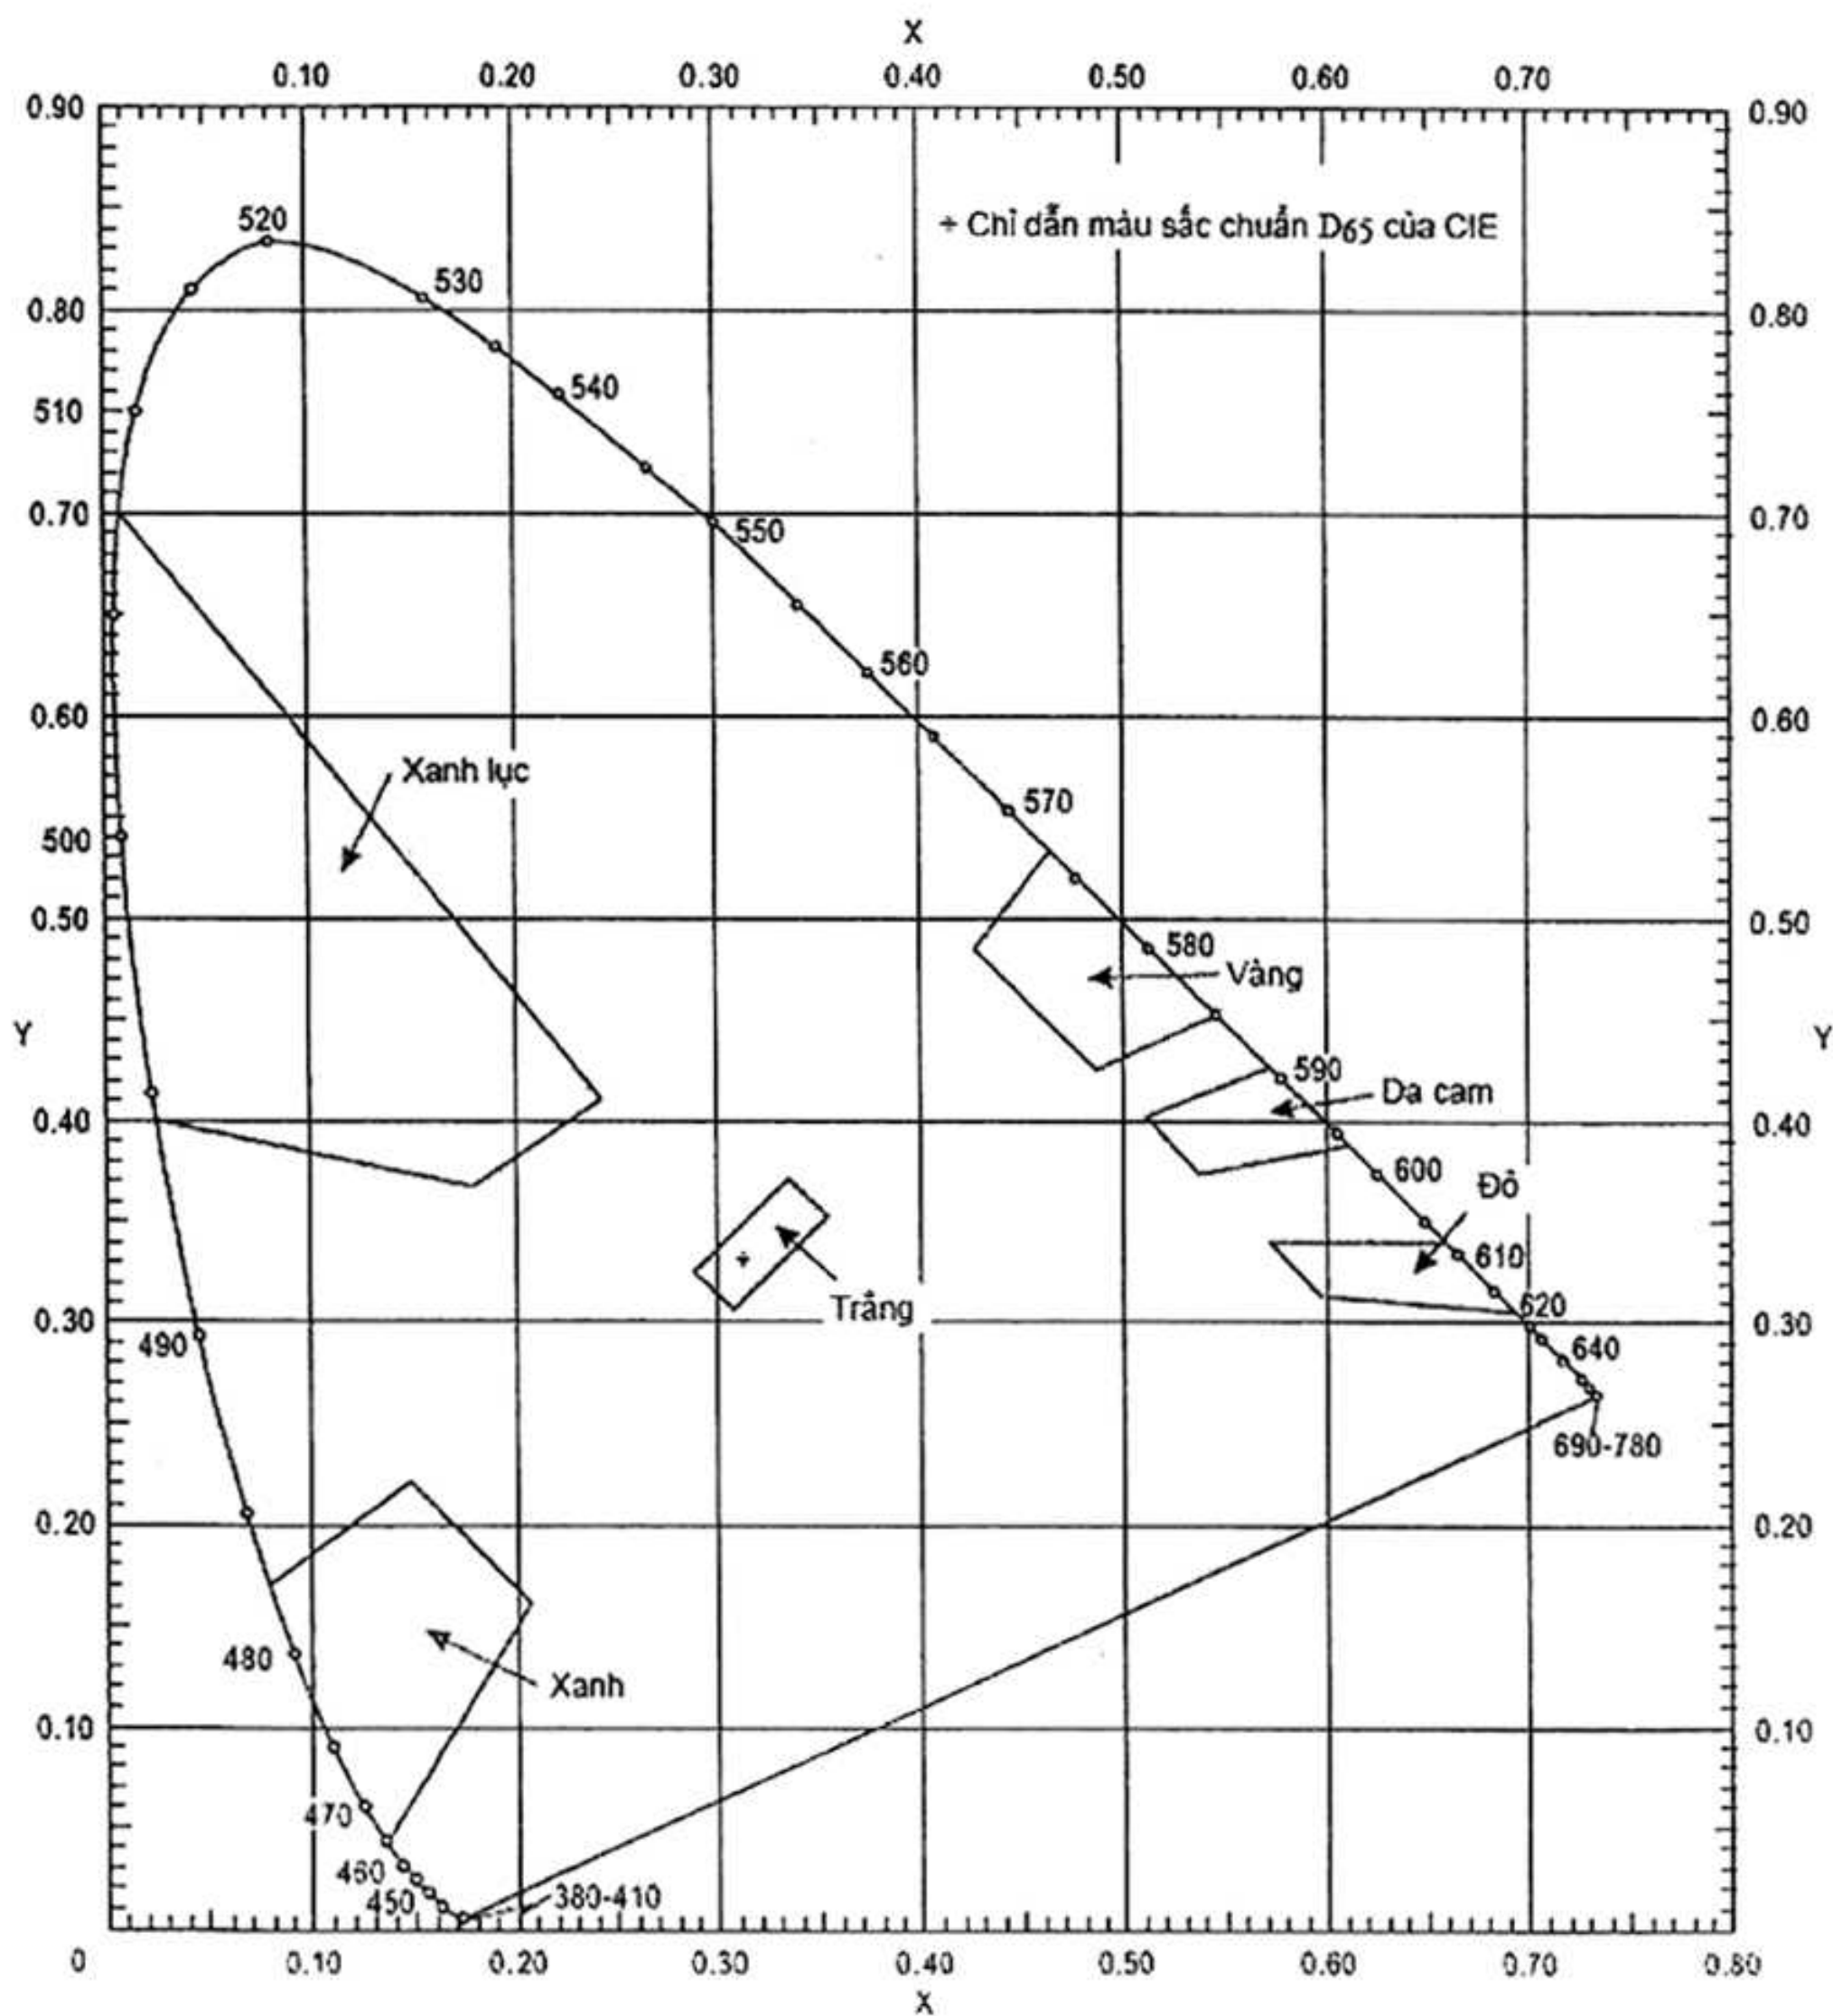 X
0.10 0.20 0.30 0.40 0.50 0.60 0.70
0.90 0.90
520
÷ Chỉ dẫn màu sắc chuẩn D65 của CIE
530
0.80 0.80
540
510
0.70 0.70
550
560
0.60 0.60
Xanh lục
570
500
0.50 0.50
580
Vàng
Y Y
590
Da cam
0.40 0.40
600
Đỏ
610
Trắng
620
0.30 0.30
490
640
690-780
0.20 0.20
480
Xanh
0.10 0.10
470
460
450
380-410
0 0.10 0.20 0.30 0.40 0.50 0.60 0.70 0.80
X